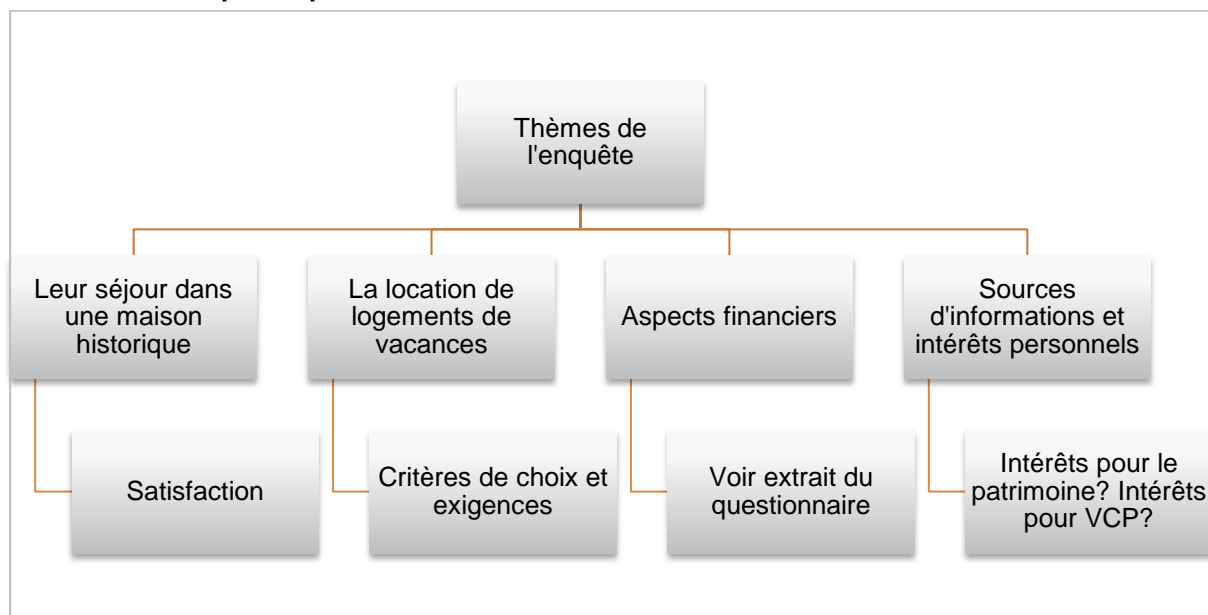 Thèmes de
l'enquête
Leur séjour dans
une maison
historique
La location de
logements de
vacances
Aspects financiers
Sources
d'informations et
intérêts personnels
Satisfaction
Critères de choix et
exigences
Voir extrait du
questionnaire
Intérêts pour le
patrimoine? Intérêts
pour VCP?